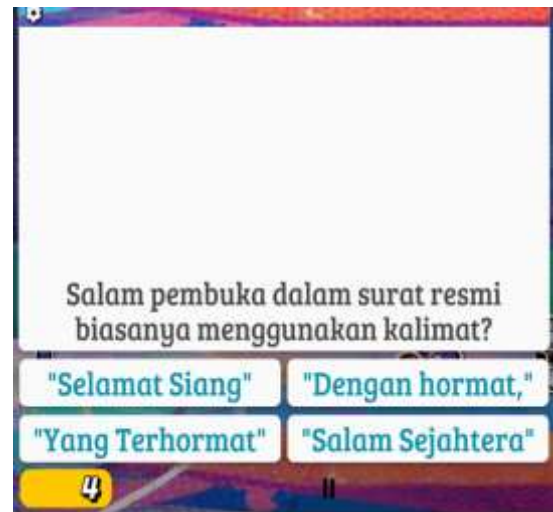 Salam pembuka dalam surat resmi
biasanya menggunakan kalimat?
"Selamat Siang"
"Dengan hormat,"
"Yang Terhormat"
"Salam Sejahtera"
4